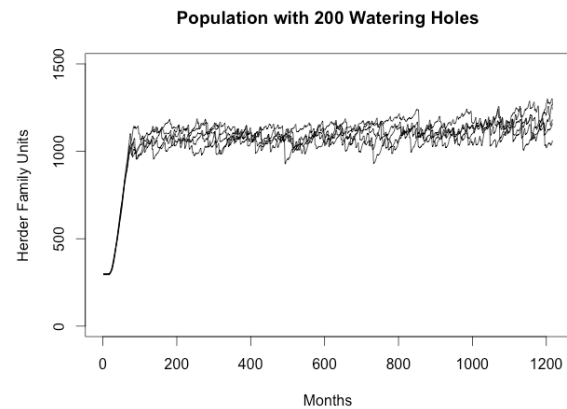 Population with 200 Watering Holes
Herder Family Units
1500
1000
500
0
0 200 400 600 800 1000 1200
Months